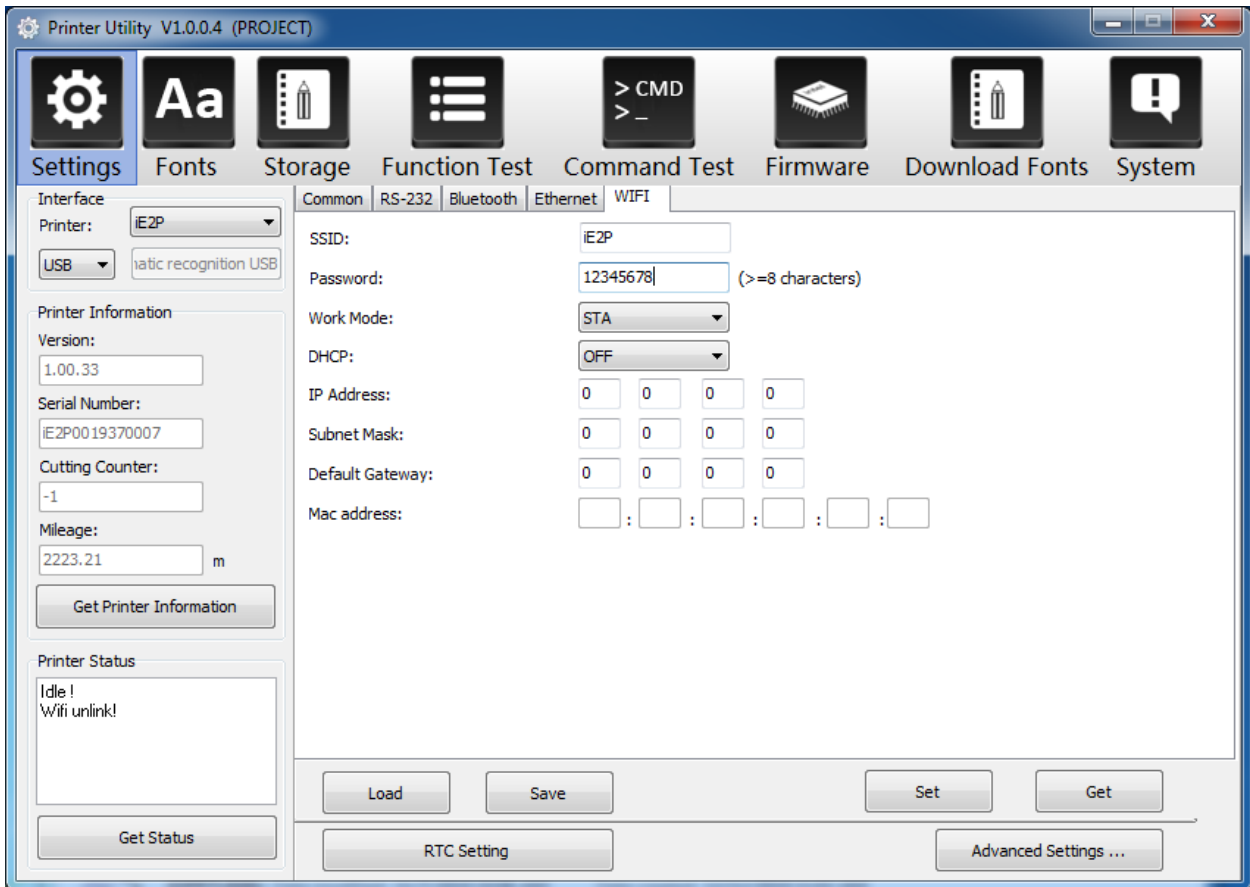 Printer Utility V1.0.0.4 (PROJECT)
> CMD
> _
Aa
Settings Fonts Storage Function Test Command Test Firmware Download Fonts System
Interface
Printer: iE2P
USB natic recognition USB
Printer Information
Version:
1.00.33
Serial Number:
iE2P0019370007
Cutting Counter:
-1
Mileage:
2223.21 m
Get Printer Information
Printer Status
Idle !
Wifi unlink!
Get Status
Common RS-232 Bluetooth Ethernet WIFI
SSID: iE2P
Password: 12345678 (>=8 characters)
Work Mode: STA
DHCP: OFF
IP Address: 0 0 0 0
Subnet Mask: 0 0 0 0
Default Gateway: 0 0 0 0
Mac address: : : : : :
Load Save Set Get
RTC Setting Advanced Settings ...